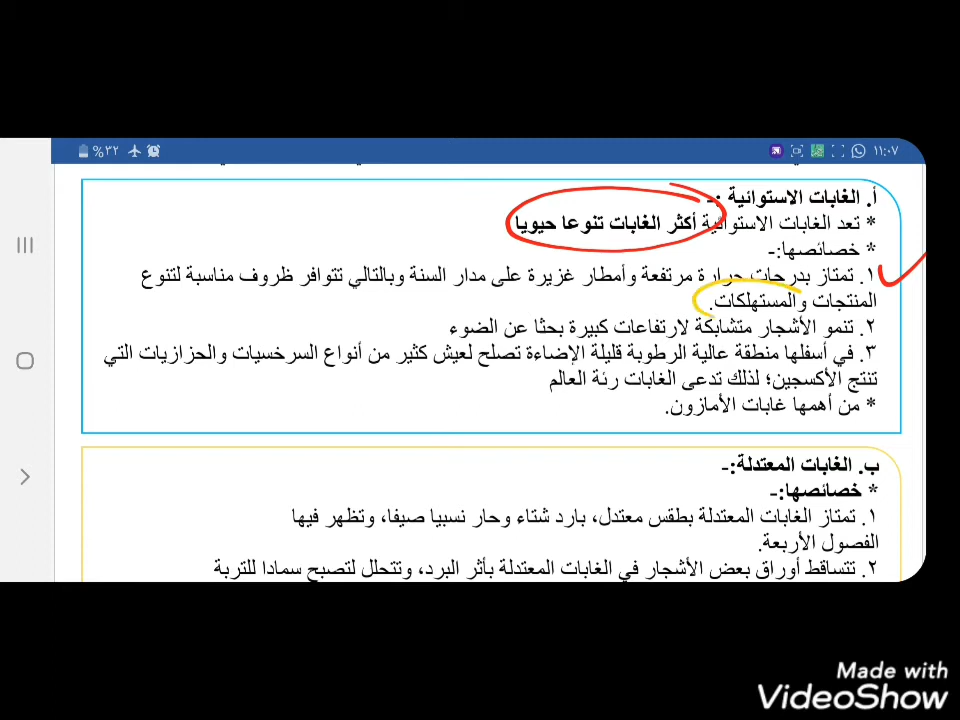 ٣٢%
١١:٠٧
أ. الغابات الاستوائية :-
* تعد الغابات الاستوائية أكثر الغابات تنوعا حيويا
* خصائصها:-
١. تمتاز بدرجات حرارة مرتفعة وأمطار غزيرة على مدار السنة وبالتالي تتوافر ظروف مناسبة لتنوع
المنتجات والمستهلكات.
٢. تنمو الأشجار متشابكة لارتفاعات كبيرة بحثا عن الضوء
٣. في أسفلها منطقة عالية الرطوبة قليلة الإضاءة تصلح لعيش كثير من أنواع السرخسيات والحزازيات التي
تنتج الأكسجين؛ لذلك تدعى الغابات رئة العالم
* من أهمها غابات الأمازون.
ب. الغابات المعتدلة:-
* خصائصها:-
١. تمتاز الغابات المعتدلة بطقس معتدل، بارد شتاء وحار نسبيا صيفا، وتظهر فيها
الفصول الأربعة.
٢. تتساقط أوراق بعض الأشجار في الغابات المعتدلة بأثر البرد، وتتحلل لتصبح سمادا للتربة
Made with
VideoShow